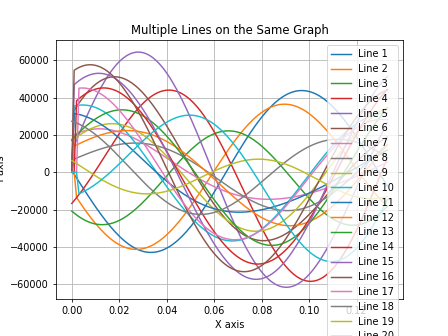 Multiple Lines on the Same Graph
60000
40000
20000
0
−20000
−40000
−60000
0.00
0.02
0.04
0.06
0.08
0.10
X axis
Line 1
Line 2
Line 3
Line 4
Line 5
Line 6
Line 7
Line 8
Line 9
Line 10
Line 11
Line 12
Line 13
Line 14
Line 15
Line 16
Line 17
Line 18
Line 19
Line 20